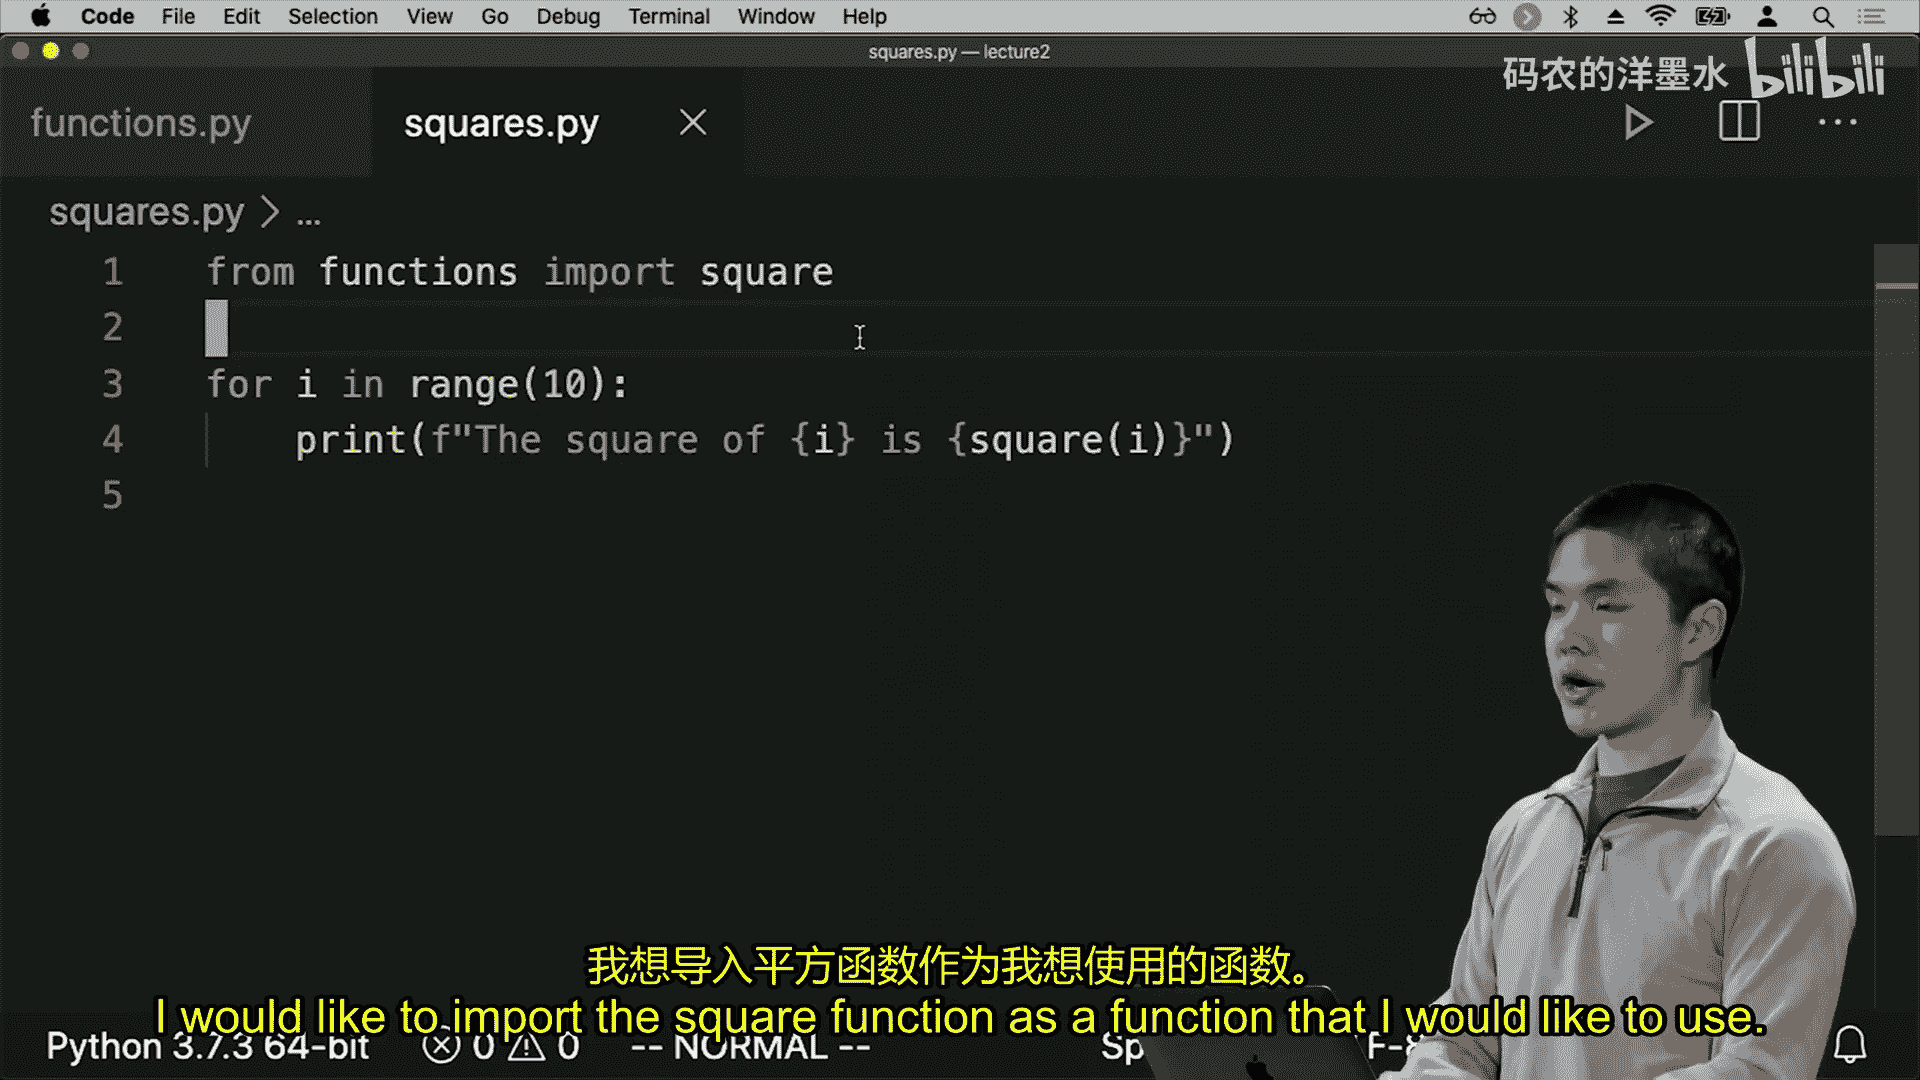 Code File Edit Selection View Go Debug Terminal Window Help
squares.py — lecture2
码农的洋墨水 bilibili
functions.py squares.py
squares.py > ...
1 from functions import square
2
3 for i in range(10):
4 print(f"The square of {i} is {square(i)}")
5
我想导入平方函数作为我想使用的函数。
I would like to import the square function as a function that I would like to use.
Python 3.7.3 64-bit 0 0 -- NORMAL --